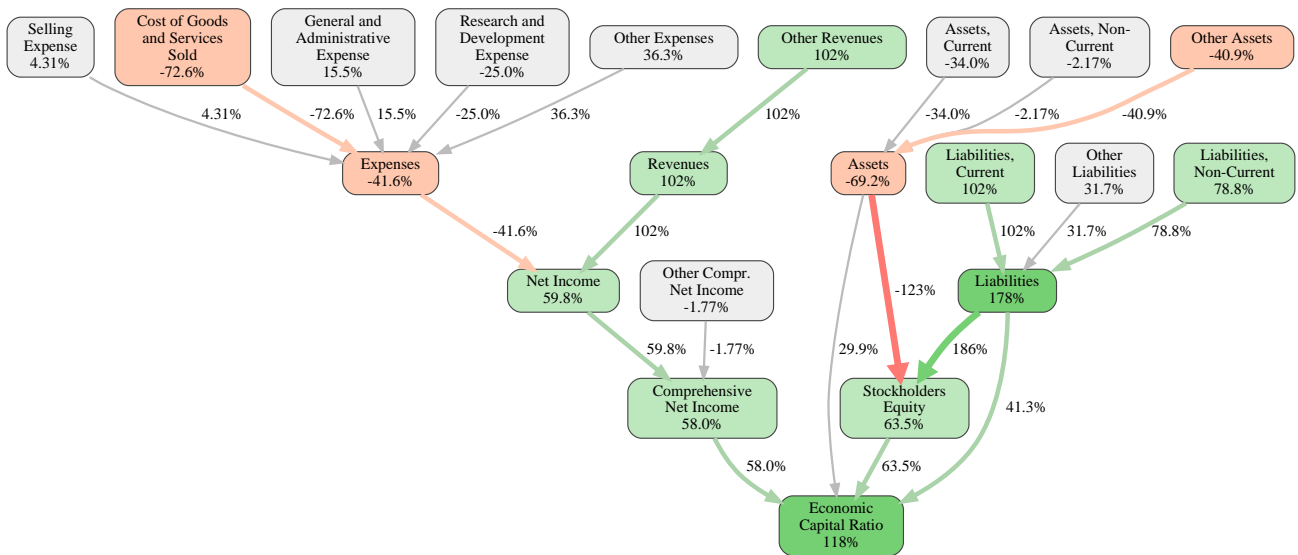 Selling
Expense
4.31%
Cost of Goods
and Services
Sold
-72.6%
General and
Administrative
Expense
15.5%
Research and
Development
Expense
-25.0%
Other Expenses
36.3%
Other Revenues
102%
Assets,
Current
-34.0%
Assets, Non-
Current
-2.17%
Other Assets
-40.9%
4.31%
-72.6%
15.5%
-25.0%
36.3%
102%
-34.0%
-2.17%
-40.9%
Expenses
-41.6%
Revenues
102%
Assets
-69.2%
Liabilities,
Current
102%
Other
Liabilities
31.7%
Liabilities,
Non-Current
78.8%
-41.6%
102%
102%
31.7%
78.8%
Net Income
59.8%
Other Compr.
Net Income
-1.77%
-123%
Liabilities
178%
59.8%
-1.77%
29.9%
186%
Comprehensive
Net Income
58.0%
Stockholders
Equity
63.5%
41.3%
58.0%
63.5%
Economic
Capital Ratio
118%